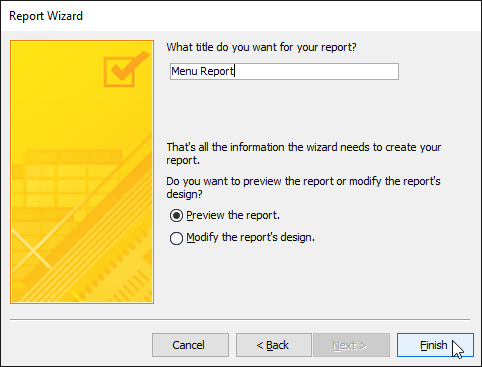 Report Wizard
What title do you want for your report?
Menu Report
That's all the information the wizard needs to create your
report.
Do you want to preview the report or modify the report's
design?
Preview the report.
Modify the report's design.
Cancel
< Back
Next >
Finish